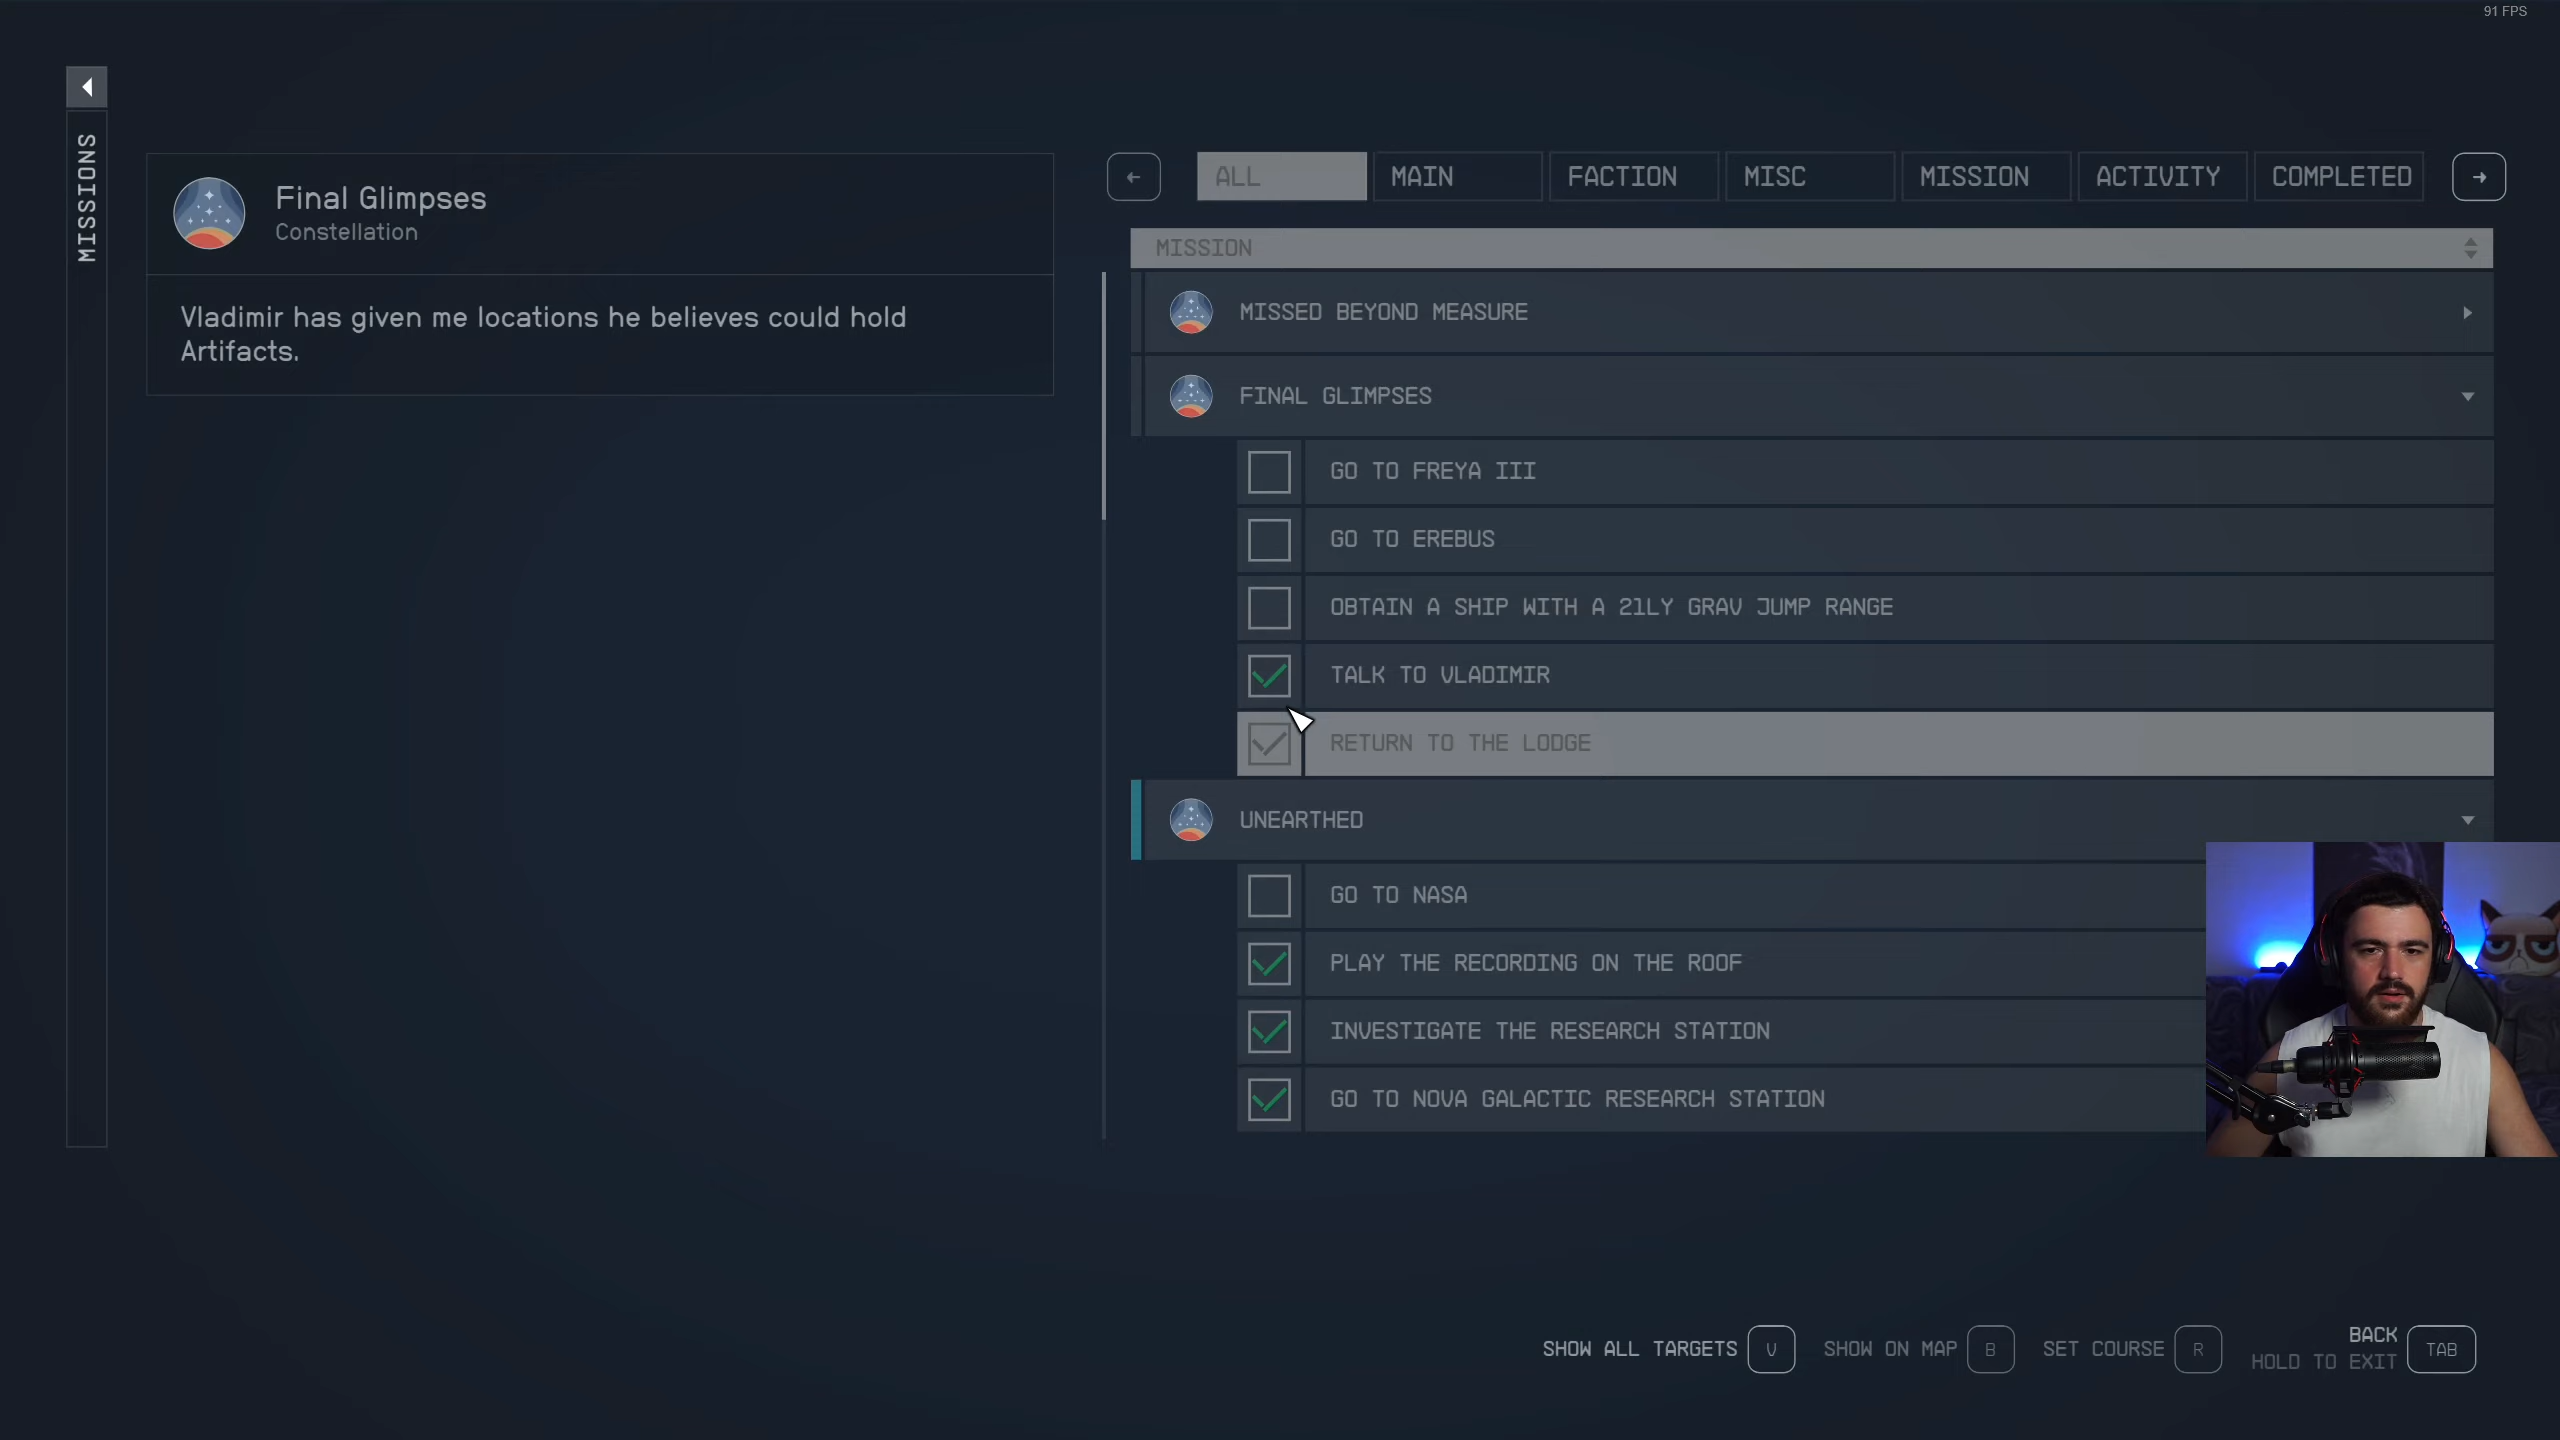 91 FPS
MISSIONS
Final Glimpses
Constellation
Vladimir has given me locations he believes could hold
Artifacts.
ALL
MAIN
FACTION
MISC
MISSION
ACTIVITY
COMPLETED
MISSION
MISSED BEYOND MEASURE
FINAL GLIMPSES
GO TO FREYA III
GO TO EREBUS
OBTAIN A SHIP WITH A 21LY GRAV JUMP RANGE
TALK TO VLADIMIR
RETURN TO THE LODGE
UNEARTHED
GO TO NASA
PLAY THE RECORDING ON THE ROOF
INVESTIGATE THE RESEARCH STATION
GO TO NOVA GALACTIC RESEARCH STATION
SHOW ALL TARGETS V
SHOW ON MAP B
SET COURSE R
BACK
HOLD TO EXIT
TAB